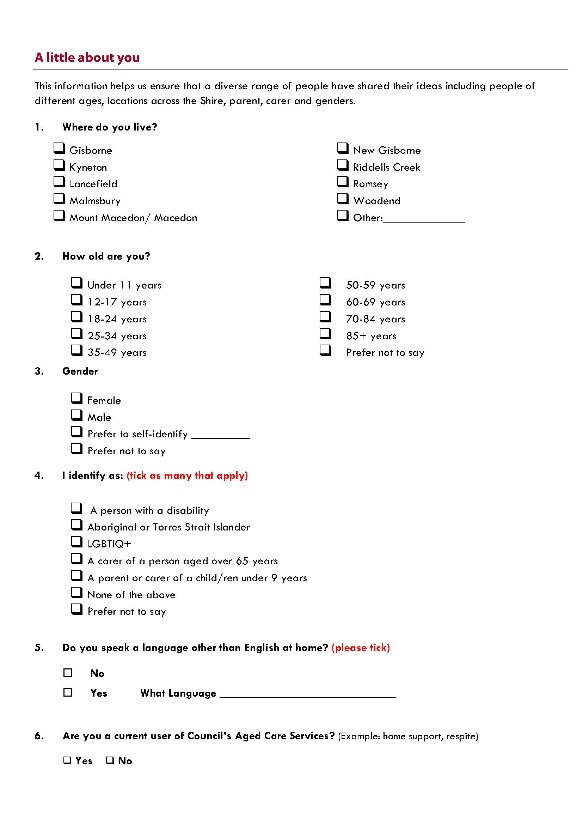 A little about you
This information helps us ensure that a diverse range of people have shared their ideas including people of
different ages, locations across the Shire, parent, carer and genders.
1. Where do you live?
❑ Gisborne ❑ New Gisborne
❑ Kyneton ❑ Riddells Creek
❑ Lancefield ❑ Romsey
❑ Malmsbury ❑ Woodend
❑ Mount Macedon/ Macedon ❑ Other:_______________
2. How old are you?
❑ Under 11 years ❑ 50-59 years
❑ 12-17 years ❑ 60-69 years
❑ 18-24 years ❑ 70-84 years
❑ 25-34 years ❑ 85+ years
❑ 35-49 years ❑ Prefer not to say
3. Gender
❑ Female
❑ Male
❑ Prefer to self-identify __________
❑ Prefer not to say
4. I identify as: (tick as many that apply)
❑ A person with a disability
❑ Aboriginal or Torres Strait Islander
❑ LGBTIQ+
❑ A carer of a person aged over 65 years
❑ A parent or carer of a child/ren under 9 years
❑ None of the above
❑ Prefer not to say
5. Do you speak a language other than English at home? (please tick)
☐ No
☐ Yes What Language ______________________________
6. Are you a current user of Council's Aged Care Services? (Example: home support, respite)
❑ Yes ❑ No